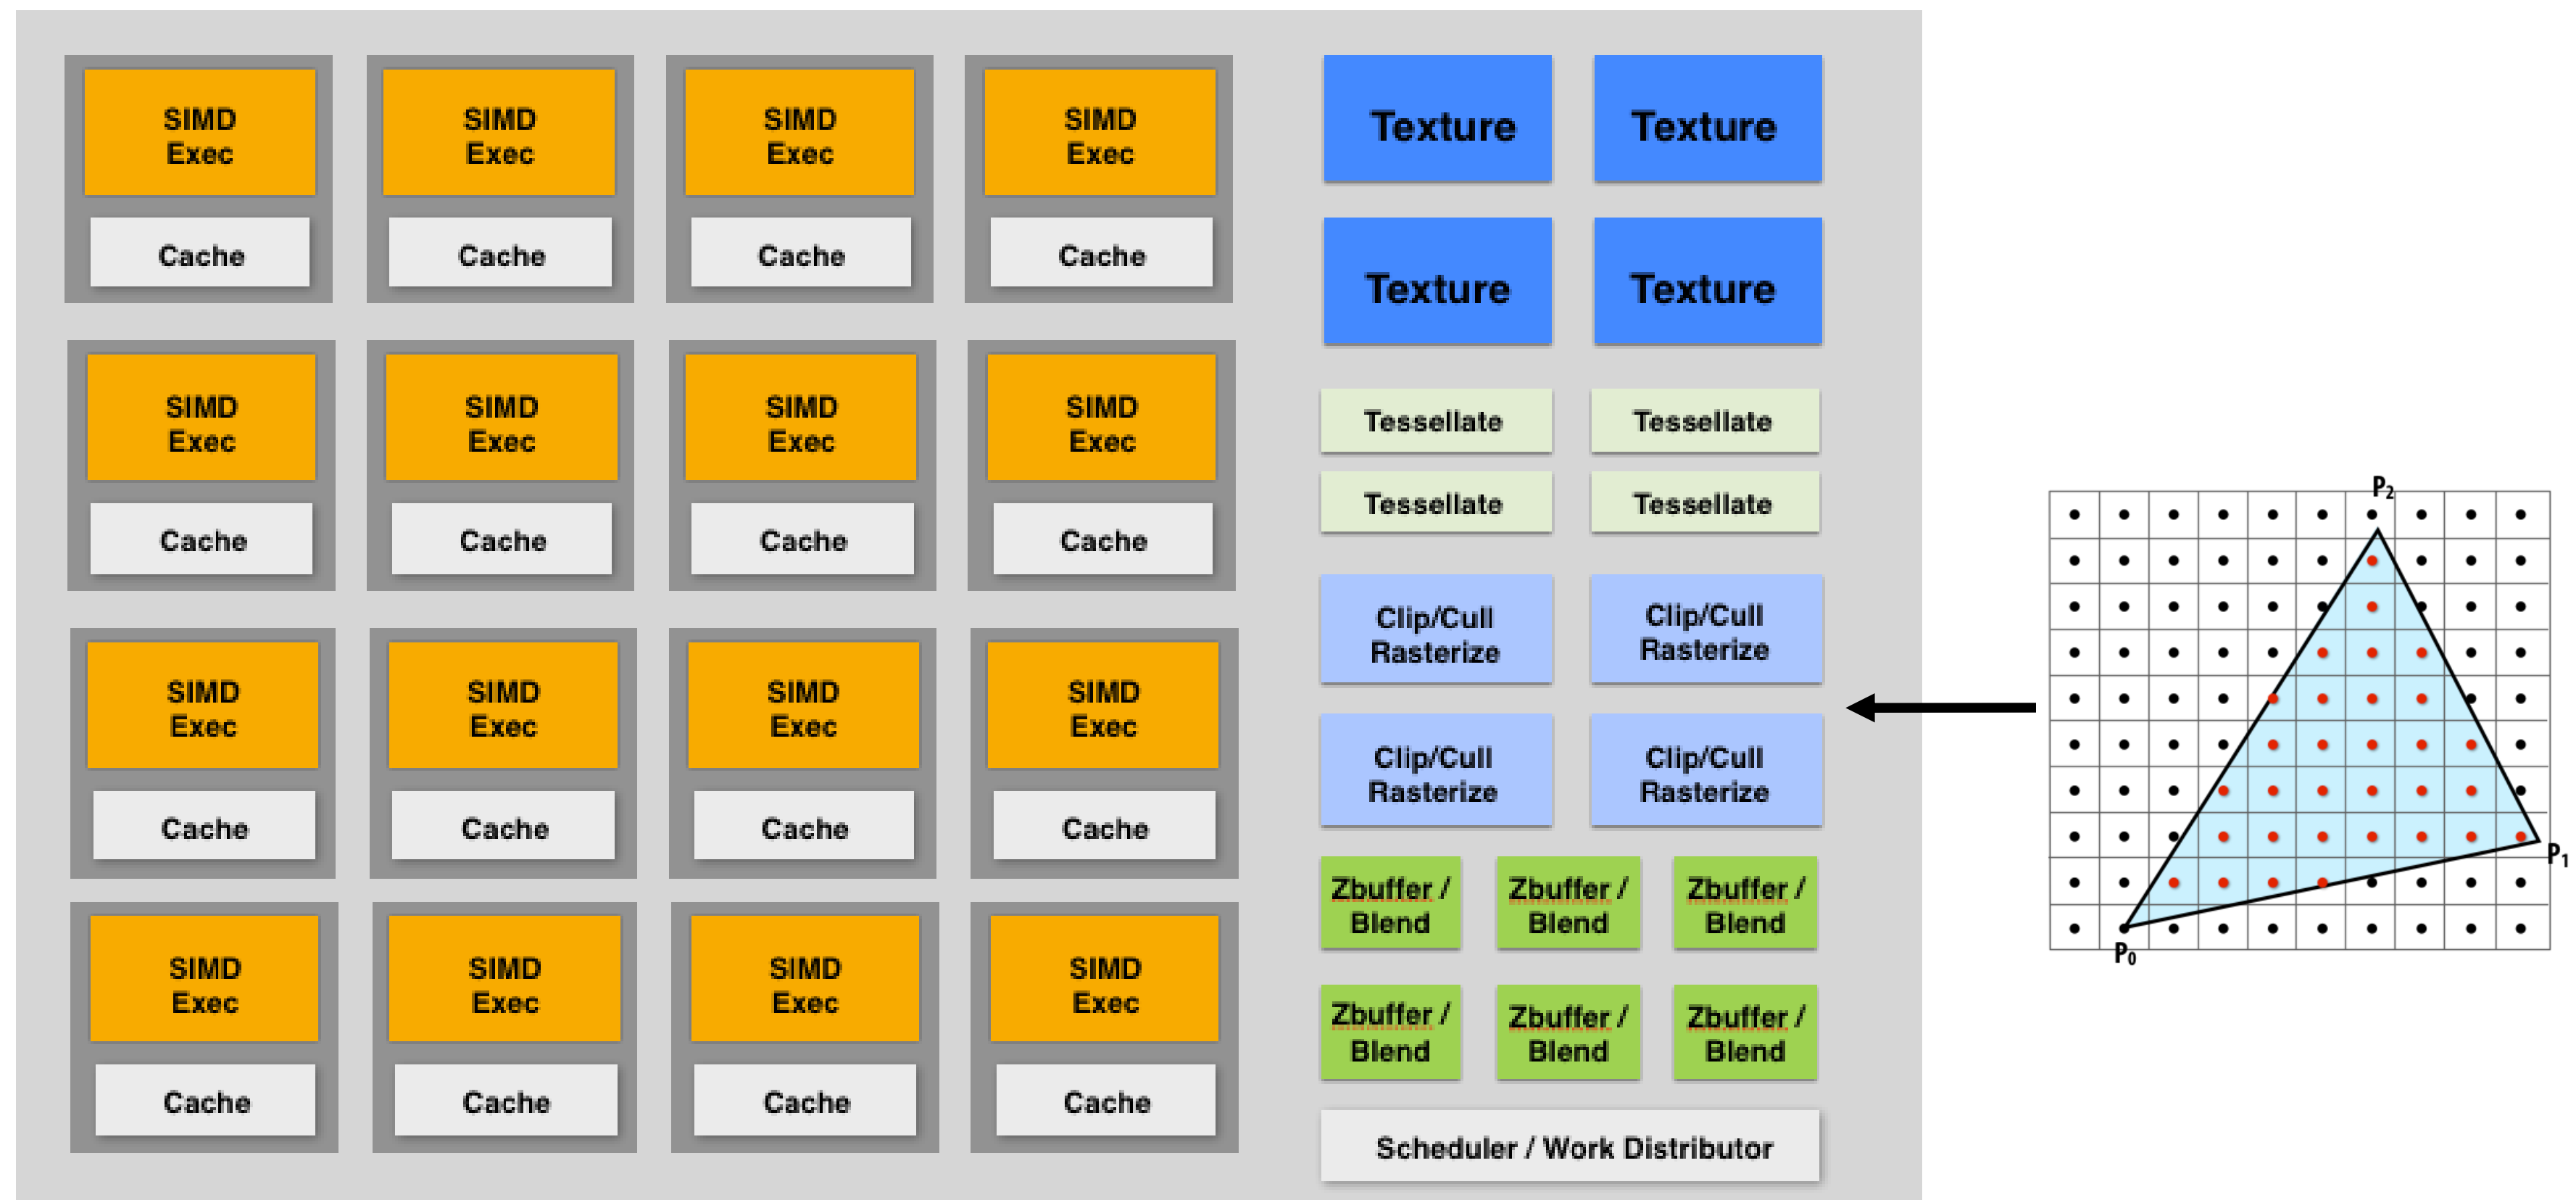 SIMD
Exec
SIMD
Exec
SIMD
Exec
SIMD
Exec
Cache
Cache
Cache
Cache
SIMD
Exec
SIMD
Exec
SIMD
Exec
SIMD
Exec
Cache
Cache
Cache
Cache
SIMD
Exec
SIMD
Exec
SIMD
Exec
SIMD
Exec
Cache
Cache
Cache
Cache
SIMD
Exec
SIMD
Exec
SIMD
Exec
SIMD
Exec
Cache
Cache
Cache
Cache
Texture
Texture
Texture
Texture
Tessellate
Tessellate
Tessellate
Tessellate
Clip/Cull
Rasterize
Clip/Cull
Rasterize
Clip/Cull
Rasterize
Clip/Cull
Rasterize
Zbuffer /
Blend
Zbuffer /
Blend
Zbuffer /
Blend
Zbuffer /
Blend
Zbuffer /
Blend
Zbuffer /
Blend
Scheduler / Work Distributor
P₂
P₁
P₀